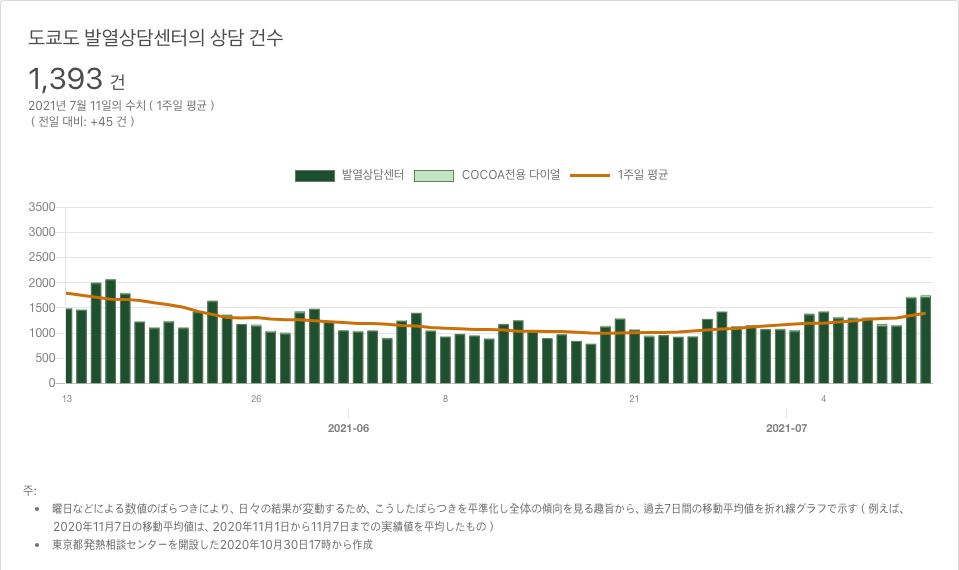 도쿄도 발열상담센터의 상담 건수
1,393 건
2021년 7월 11일의 수치 ( 1주일 평균 )
( 전일 대비: +45 건 )
발열상담센터 COCOA전용 다이얼 1주일 평균
3500
3000
2500
2000
1500
1000
500
0
13 26 8 21 4
2021-06 2021-07
주:
曜日などによる数値のばらつきにより、日々の結果が変動するため、こうしたばらつきを平準化し全体の傾向を見る趣旨から、過去7日間の移動平均値を折れ線グラフで示す ( 例えば、
2020年11月7日の移動平均値は、2020年11月1日から11月7日までの実績値を平均したもの )
東京都発熱相談センターを開設した2020年10月30日17時から作成